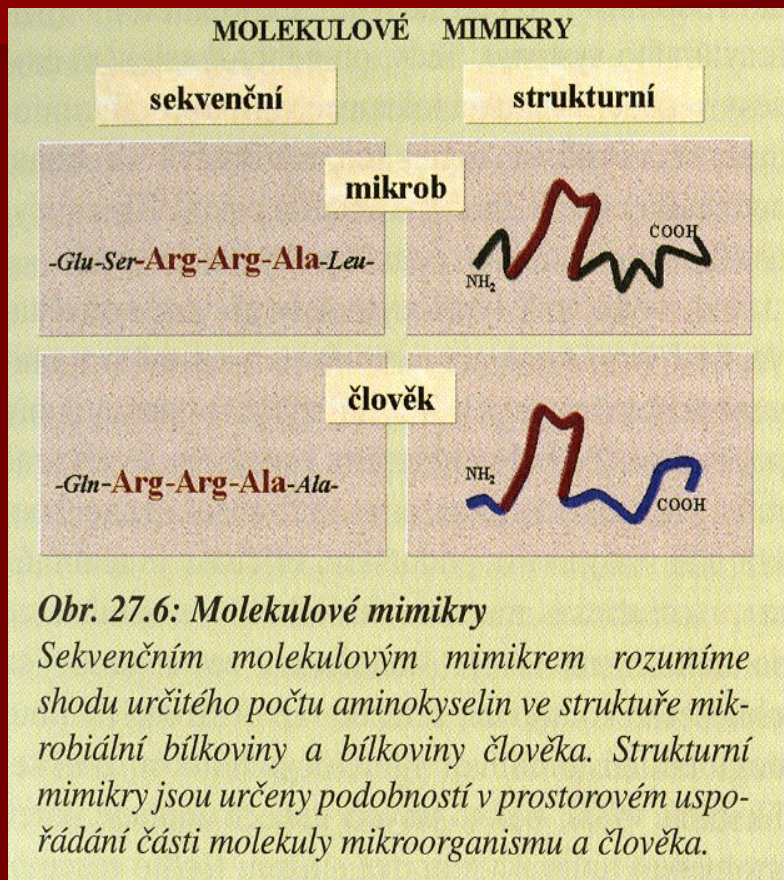 MOLEKULOVÉ MIMIKRY
sekvenční
strukturní
mikrob
-Glu-Ser-Arg-Arg-Ala-Leu-
NH₂
COOH
člověk
-Gln-Arg-Arg-Ala-Ala-
NH₂
COOH
Obr. 27.6: Molekulové mimikry
Sekvenčním molekulovým mimikrem rozumíme
shodu určitého počtu aminokyselin ve struktuře mik-
robiální bílkoviny a bílkoviny člověka. Strukturní
mimikry jsou určeny podobností v prostorovém uspo-
řádání části molekuly mikroorganismu a člověka.